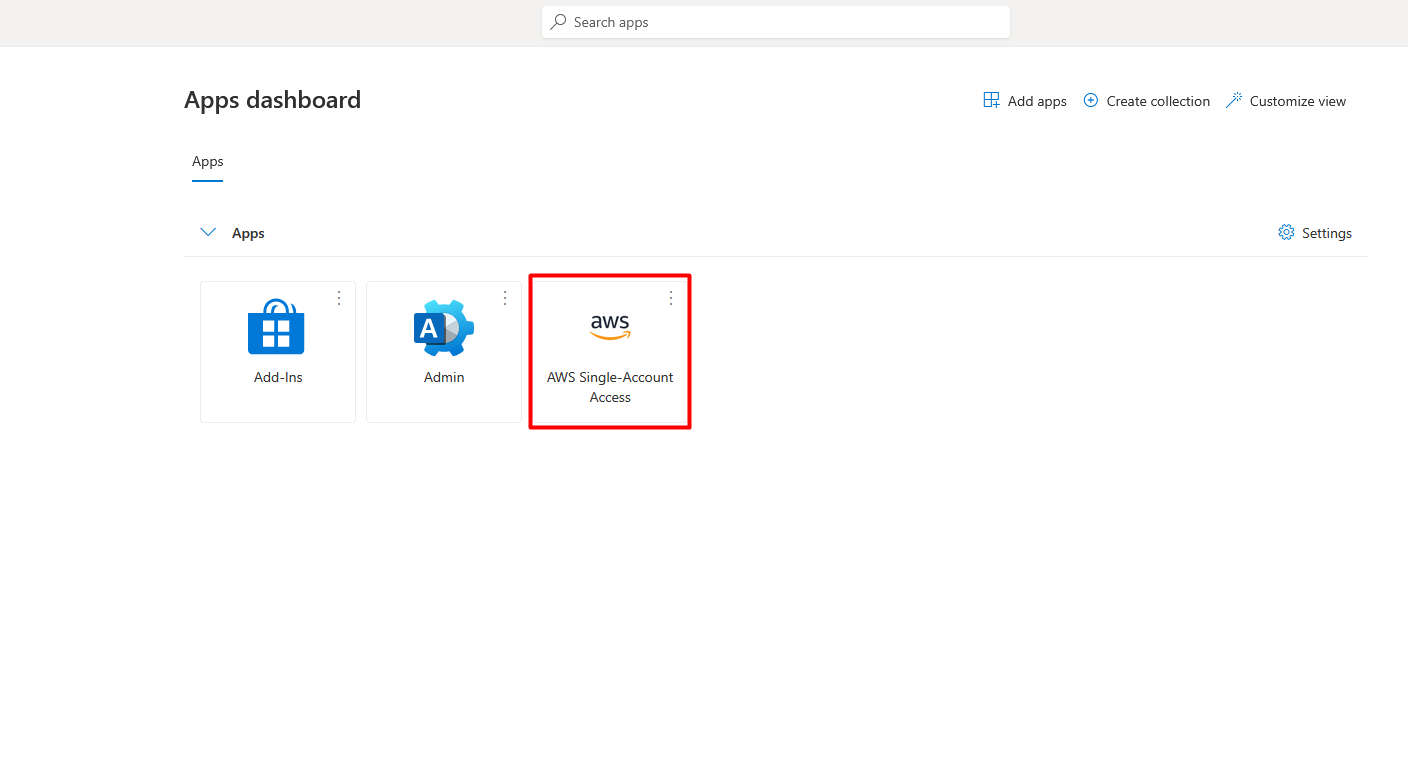 Search apps
Apps dashboard
Add apps
Create collection
Customize view
Apps
Apps
Settings
A
aws
Add-Ins
Admin
AWS Single-Account
Access